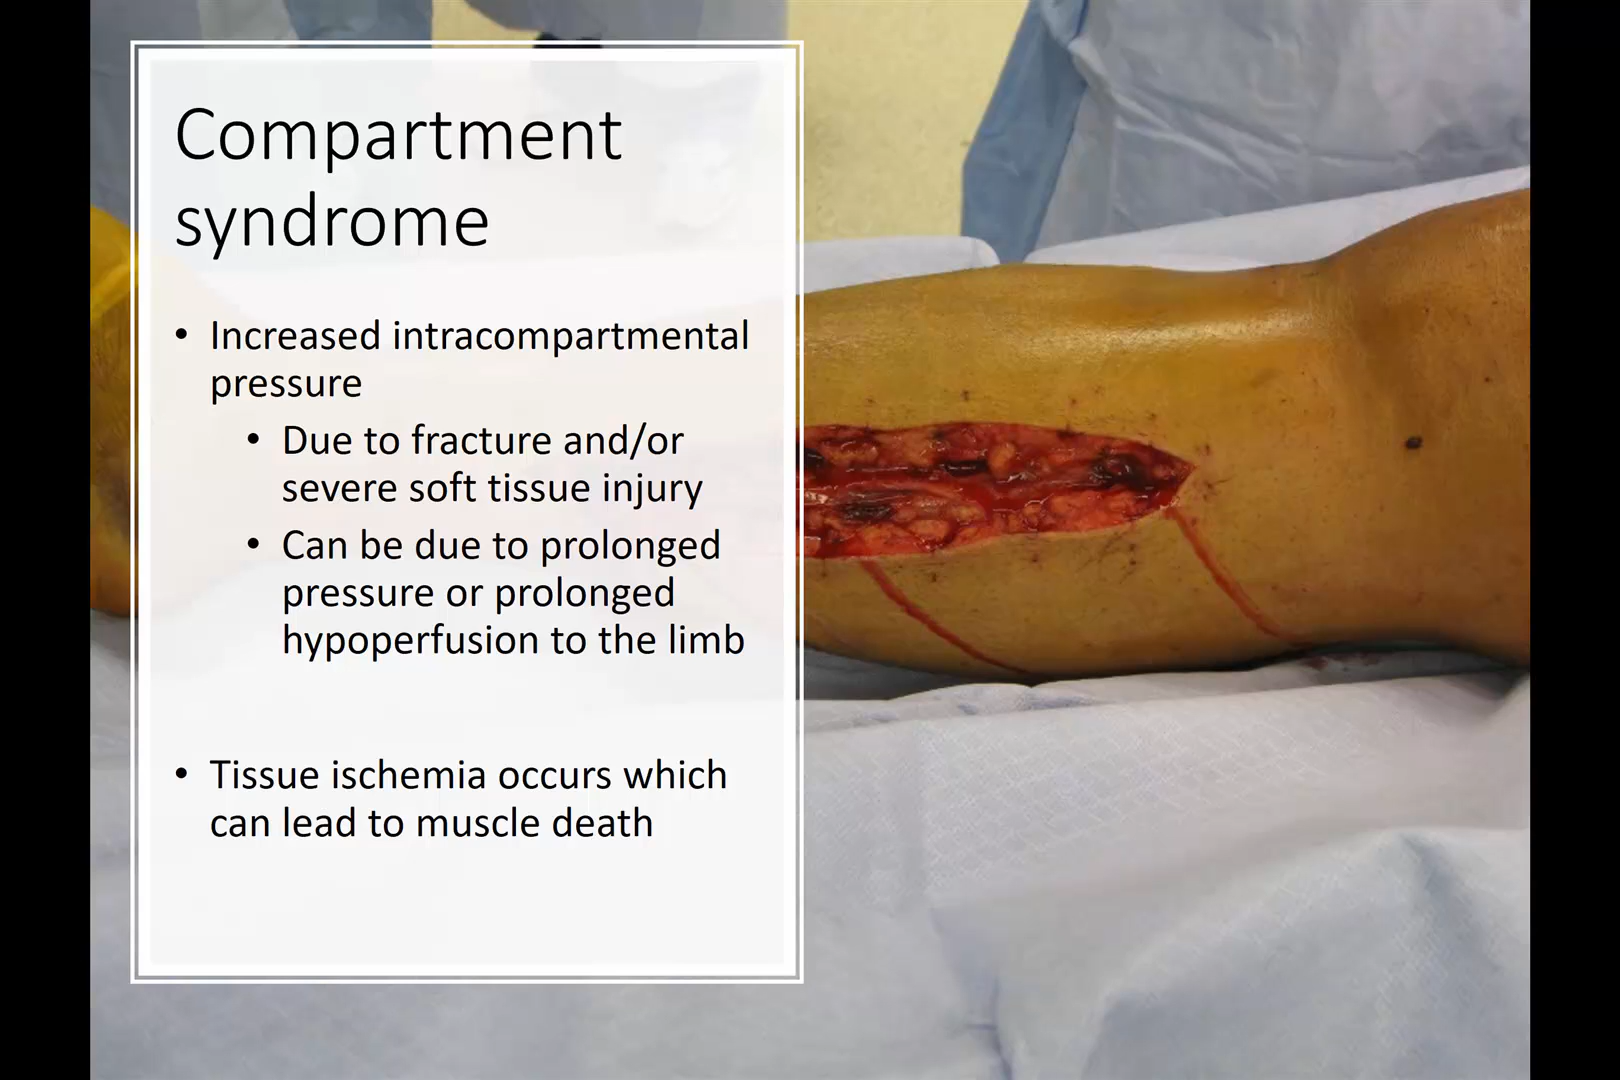 Compartment
syndrome
• Increased intracompartmental
pressure
• Due to fracture and/or
severe soft tissue injury
• Can be due to prolonged
pressure or prolonged
hypoperfusion to the limb
• Tissue ischemia occurs which
can lead to muscle death